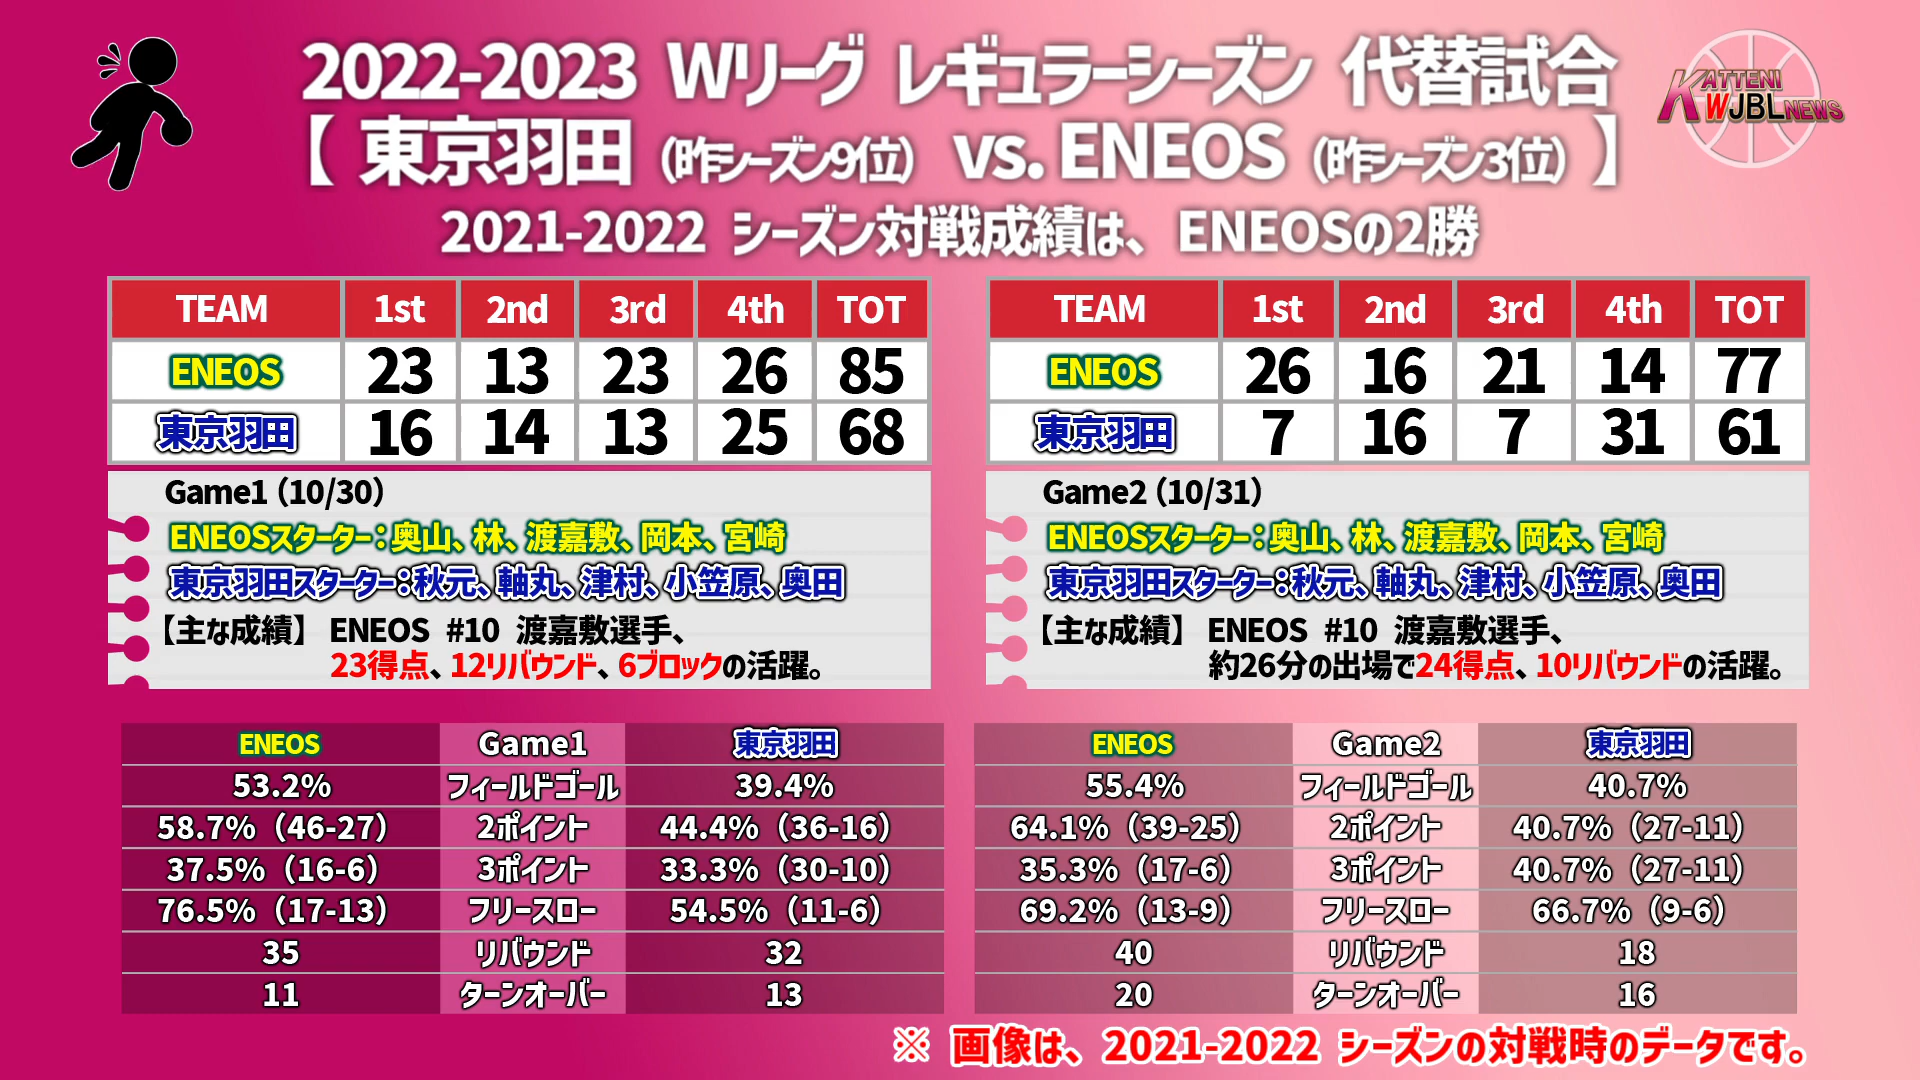 2022-2023 Wリーグ レギュラーシーズン 代替試合
【 東京羽田（昨シーズン9位） vs. ENEOS（昨シーズン3位）】
2021-2022 シーズン対戦成績は、ENEOSの2勝
KATTENI
WJBL NEWS
TEAM 1st 2nd 3rd 4th TOT
ENEOS 23 13 23 26 85
東京羽田 16 14 13 25 68
Game1（10/30）
ENEOSスターター：奥山、林、渡嘉敷、岡本、宮崎
東京羽田スターター：秋元、軸丸、津村、小笠原、奥田
【主な成績】 ENEOS #10 渡嘉敷選手、
23得点、12リバウンド、6ブロックの活躍。
TEAM 1st 2nd 3rd 4th TOT
ENEOS 26 16 21 14 77
東京羽田 7 16 7 31 61
Game2（10/31）
ENEOSスターター：奥山、林、渡嘉敷、岡本、宮崎
東京羽田スターター：秋元、軸丸、津村、小笠原、奥田
【主な成績】 ENEOS #10 渡嘉敷選手、
約26分の出場で24得点、10リバウンドの活躍。
ENEOS Game1 東京羽田
53.2% フィールドゴール 39.4%
58.7%（46-27） 2ポイント 44.4%（36-16）
37.5%（16-6） 3ポイント 33.3%（30-10）
76.5%（17-13） フリースロー 54.5%（11-6）
35 リバウンド 32
11 ターンオーバー 13
ENEOS Game2 東京羽田
55.4% フィールドゴール 40.7%
64.1%（39-25） 2ポイント 40.7%（27-11）
35.3%（17-6） 3ポイント 40.7%（27-11）
69.2%（13-9） フリースロー 66.7%（9-6）
40 リバウンド 18
20 ターンオーバー 16
※ 画像は、2021-2022 シーズンの対戦時のデータです。